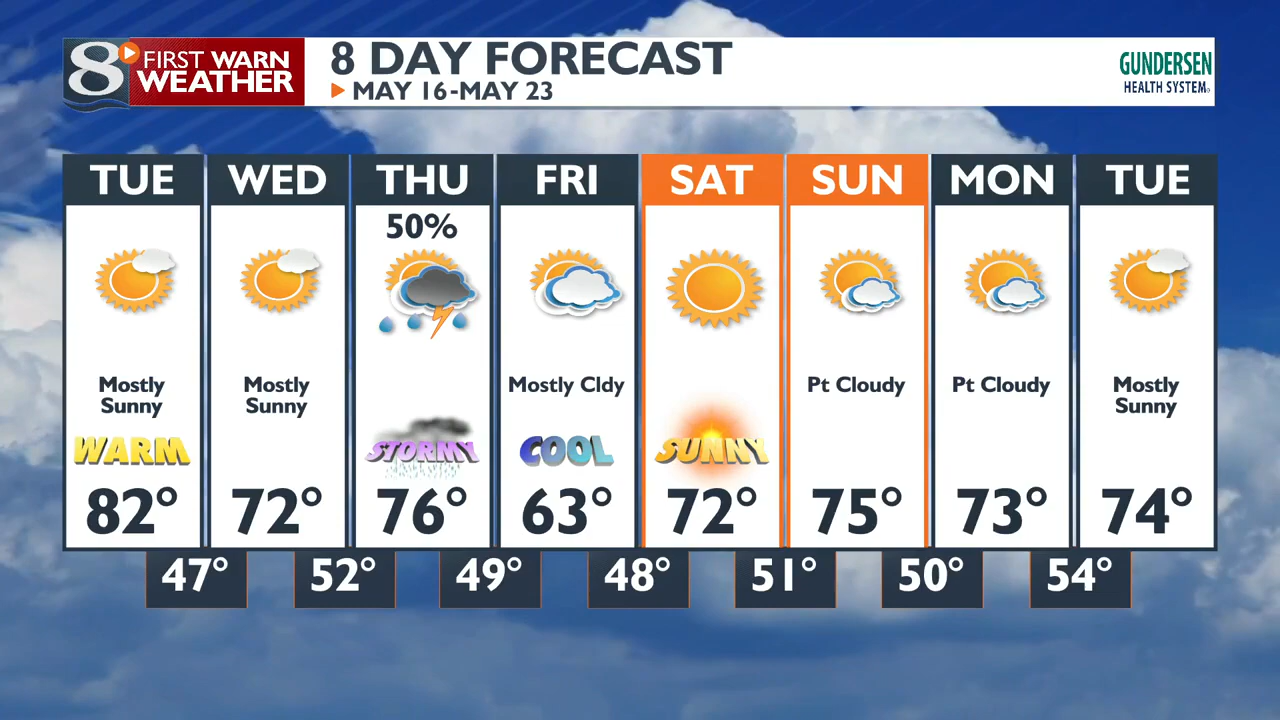 8 FIRST WARN
WEATHER
8 DAY FORECAST
MAY 16-MAY 23
GUNDERSEN
HEALTH SYSTEM
TUE
Mostly
Sunny
WARM
82°
WED
Mostly
Sunny
72°
THU
50%
STORMY
76°
FRI
Mostly Cldy
COOL
63°
SAT
SUNNY
72°
SUN
Pt Cloudy
75°
MON
Pt Cloudy
73°
TUE
Mostly
Sunny
74°
47° 52° 49° 48° 51° 50° 54°